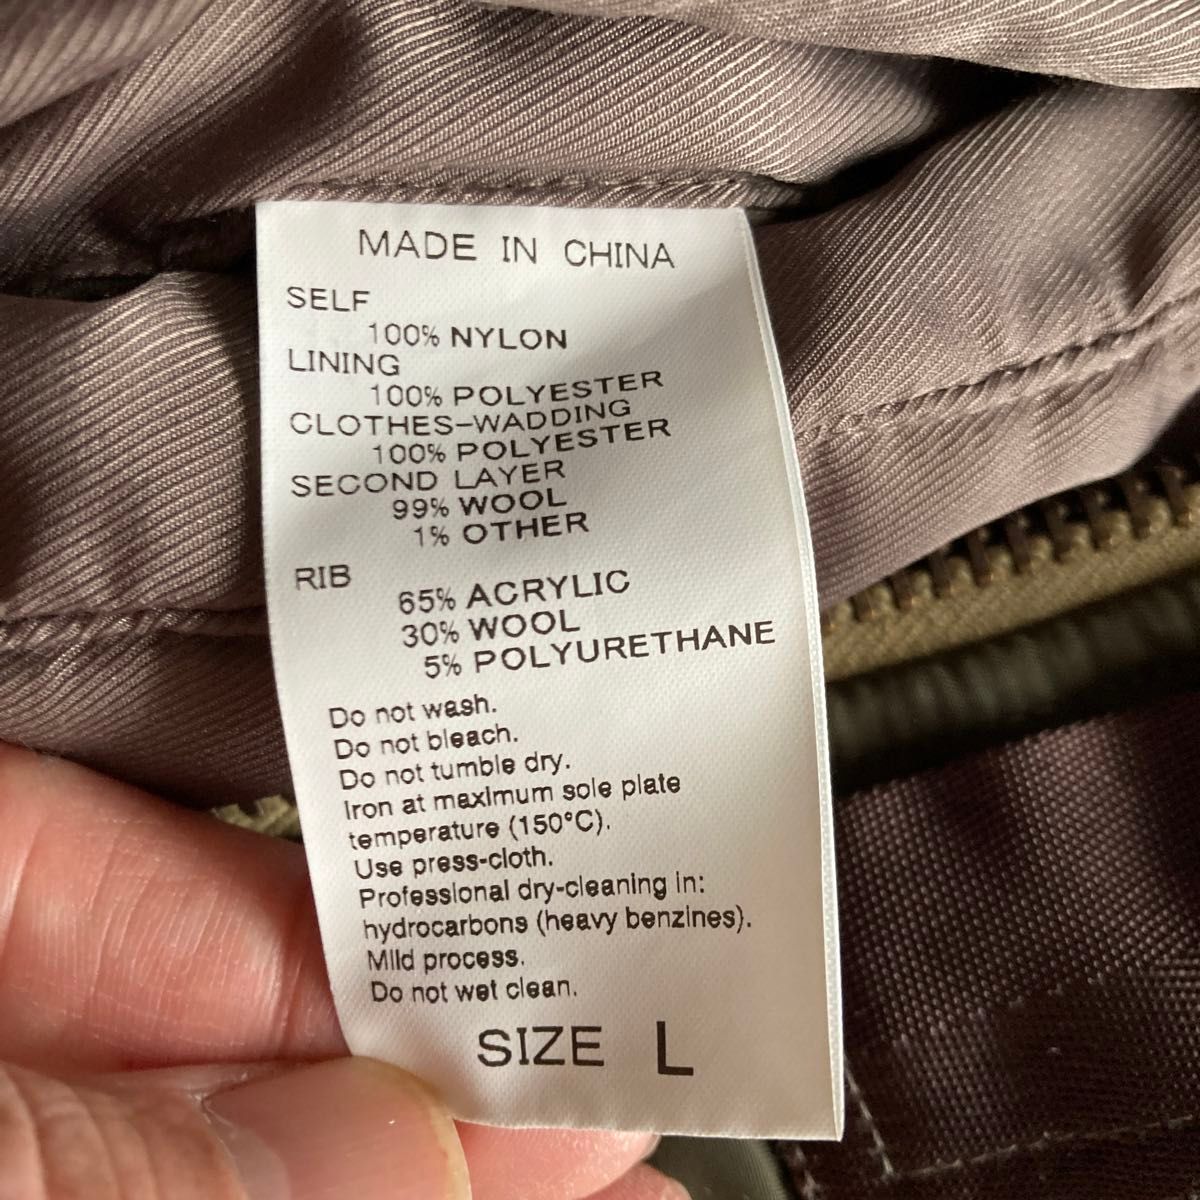 MADE IN CHINA
SELF
100% NYLON
LINING
100% POLYESTER
CLOTHES-WADDING
100% POLYESTER
SECOND LAYER
99% WOOL
1% OTHER
RIB
65% ACRYLIC
30% WOOL
5% POLYURETHANE
Do not wash.
Do not bleach.
Do not tumble dry.
Iron at maximum sole plate
temperature (150°C).
Use press-cloth.
Professional dry-cleaning in:
hydrocarbons (heavy benzines).
Mild process.
Do not wet clean.
SIZE L